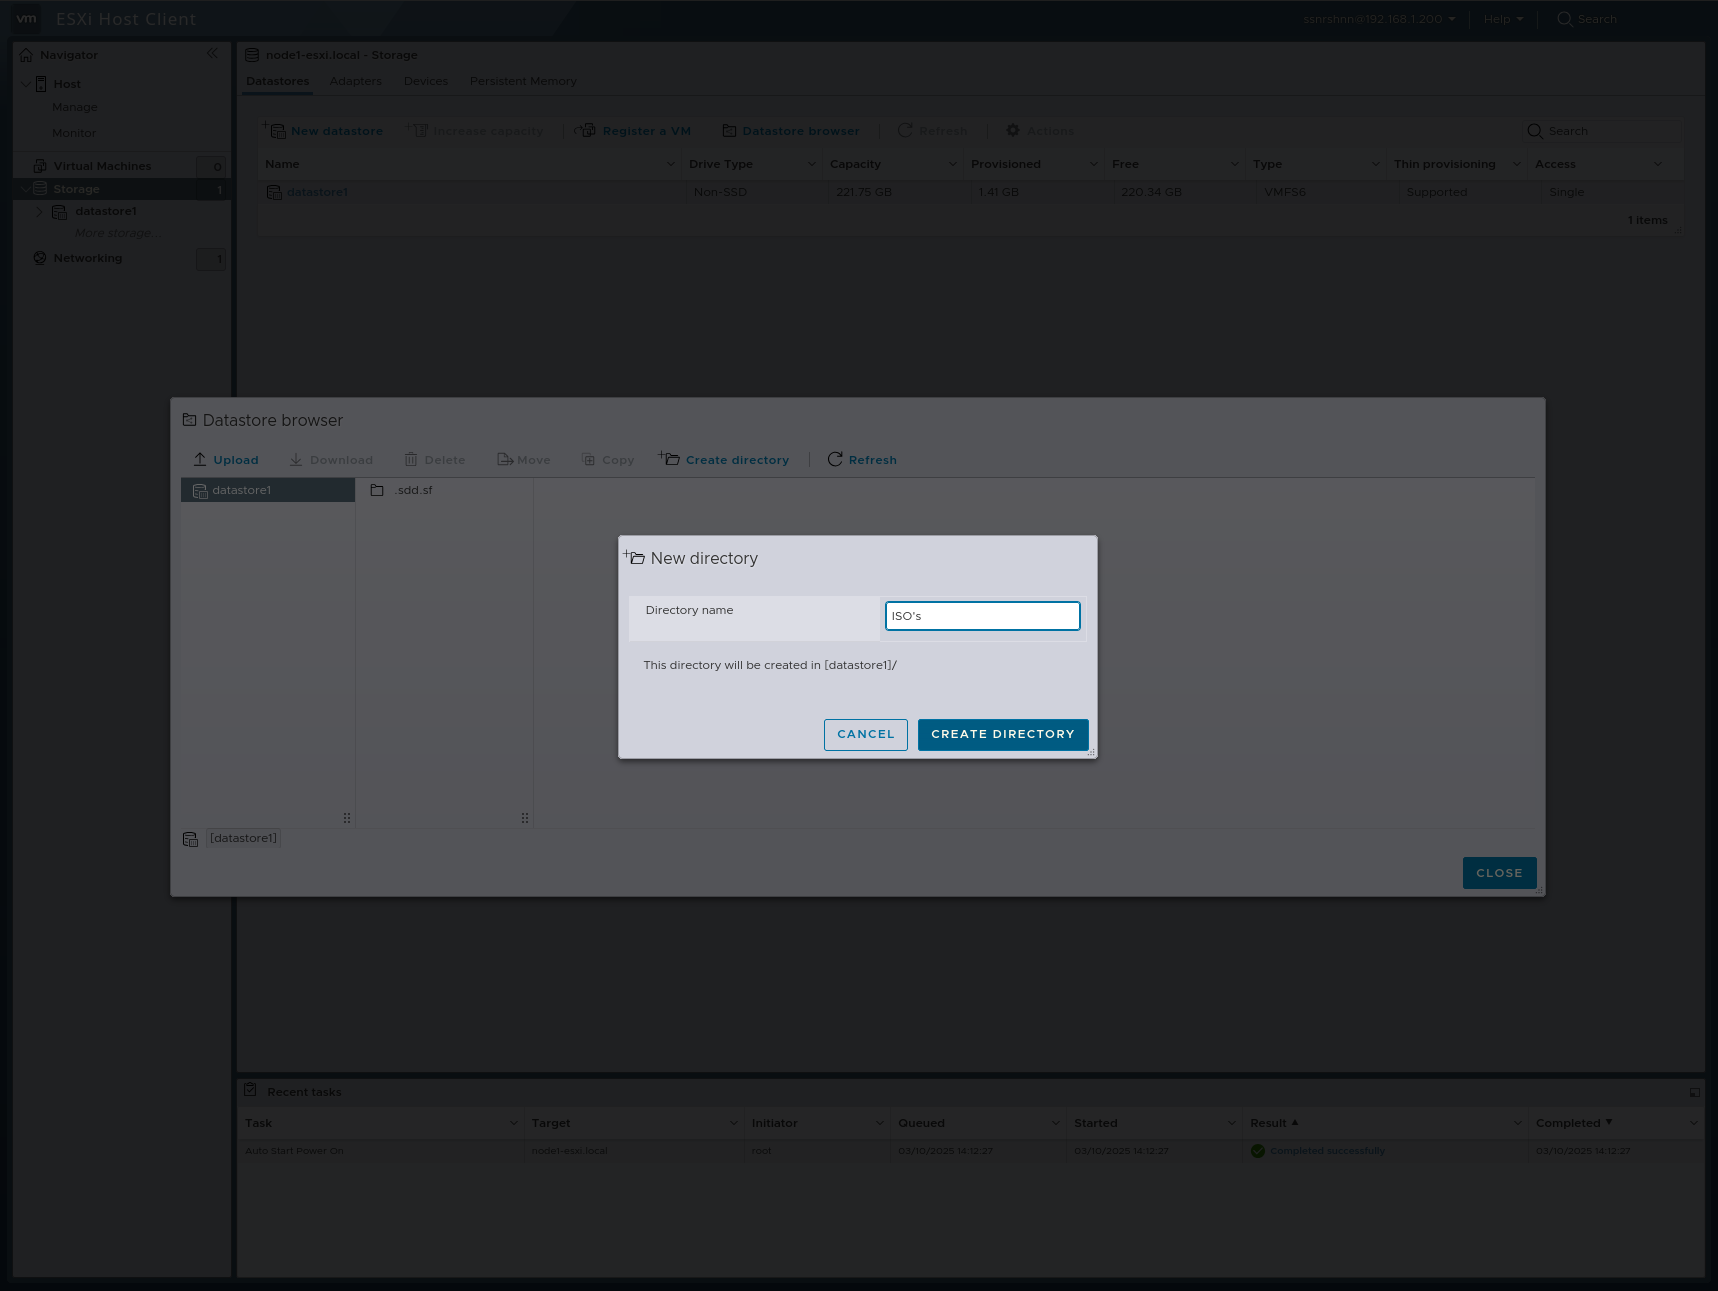 vm ESXi Host Client
ssnrshnn@192.168.1.200 Help Search
Navigator
Host
Manage
Monitor
Virtual Machines 0
Storage 1
datastore1
More storage...
Networking 1
node1-esxi.local - Storage
Datastores Adapters Devices Persistent Memory
New datastore Increase capacity Register a VM Datastore browser Refresh Actions Search
Name Drive Type Capacity Provisioned Free Type Thin provisioning Access
datastore1 Non-SSD 221.75 GB 1.41 GB 220.34 GB VMFS6 Supported Single
1 items
Datastore browser
Upload Download Delete Move Copy Create directory Refresh
datastore1 .sdd.sf
New directory
Directory name ISO's
This directory will be created in [datastore1]/
CANCEL CREATE DIRECTORY
[datastore1]
CLOSE
Recent tasks
Task Target Initiator Queued Started Result Completed
Auto Start Power On node1-esxi.local root 03/10/2025 14:12:27 03/10/2025 14:12:27 Completed successfully 03/10/2025 14:12:27